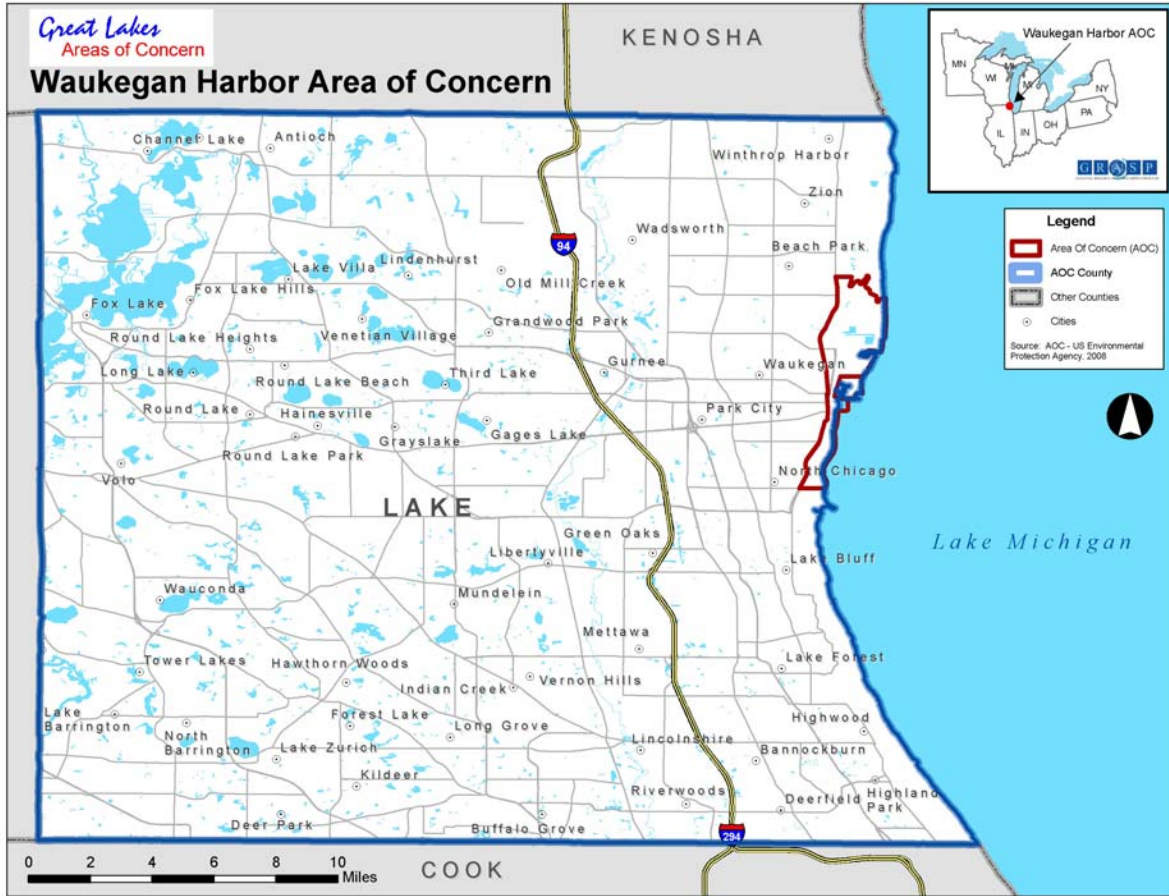 Great Lakes
Areas of Concern
Waukegan Harbor Area of Concern
KENOSHA
Waukegan Harbor AOC
MN
WI
MI
MI
NY
PA
IL
IN
OH
GRASP
Legend
Area Of Concern (AOC)
AOC County
Other Counties
Cities
Source: AOC - US Environmental
Protection Agency, 2008
Channel Lake
Antioch
Winthrop Harbor
Zion
Wadsworth
94
Beach Park
Lake Villa
Lindenhurst
Old Mill Creek
Fox Lake Hills
Fox Lake
Grandwood Park
Round Lake Heights
Venetian Village
Gurnee
Waukegan
Long Lake
Round Lake Beach
Third Lake
Round Lake
Hainesville
Park City
Grayslake
Gages Lake
Round Lake Park
North Chicago
Volo
LAKE
Green Oaks
Libertyville
Lake Bluff
Lake Michigan
Wauconda
Mundelein
Mettawa
Tower Lakes
Hawthorn Woods
Lake Forest
Indian Creek
Vernon Hills
Lake
Barrington
Forest Lake
Long Grove
Highwood
North
Barrington
Lake Zurich
Lincolnshire
Bannockburn
Kildeer
Riverwoods
Deerfield
Highland
Park
Deer Park
Buffalo Grove
294
0 2 4 6 8 10
Miles
COOK